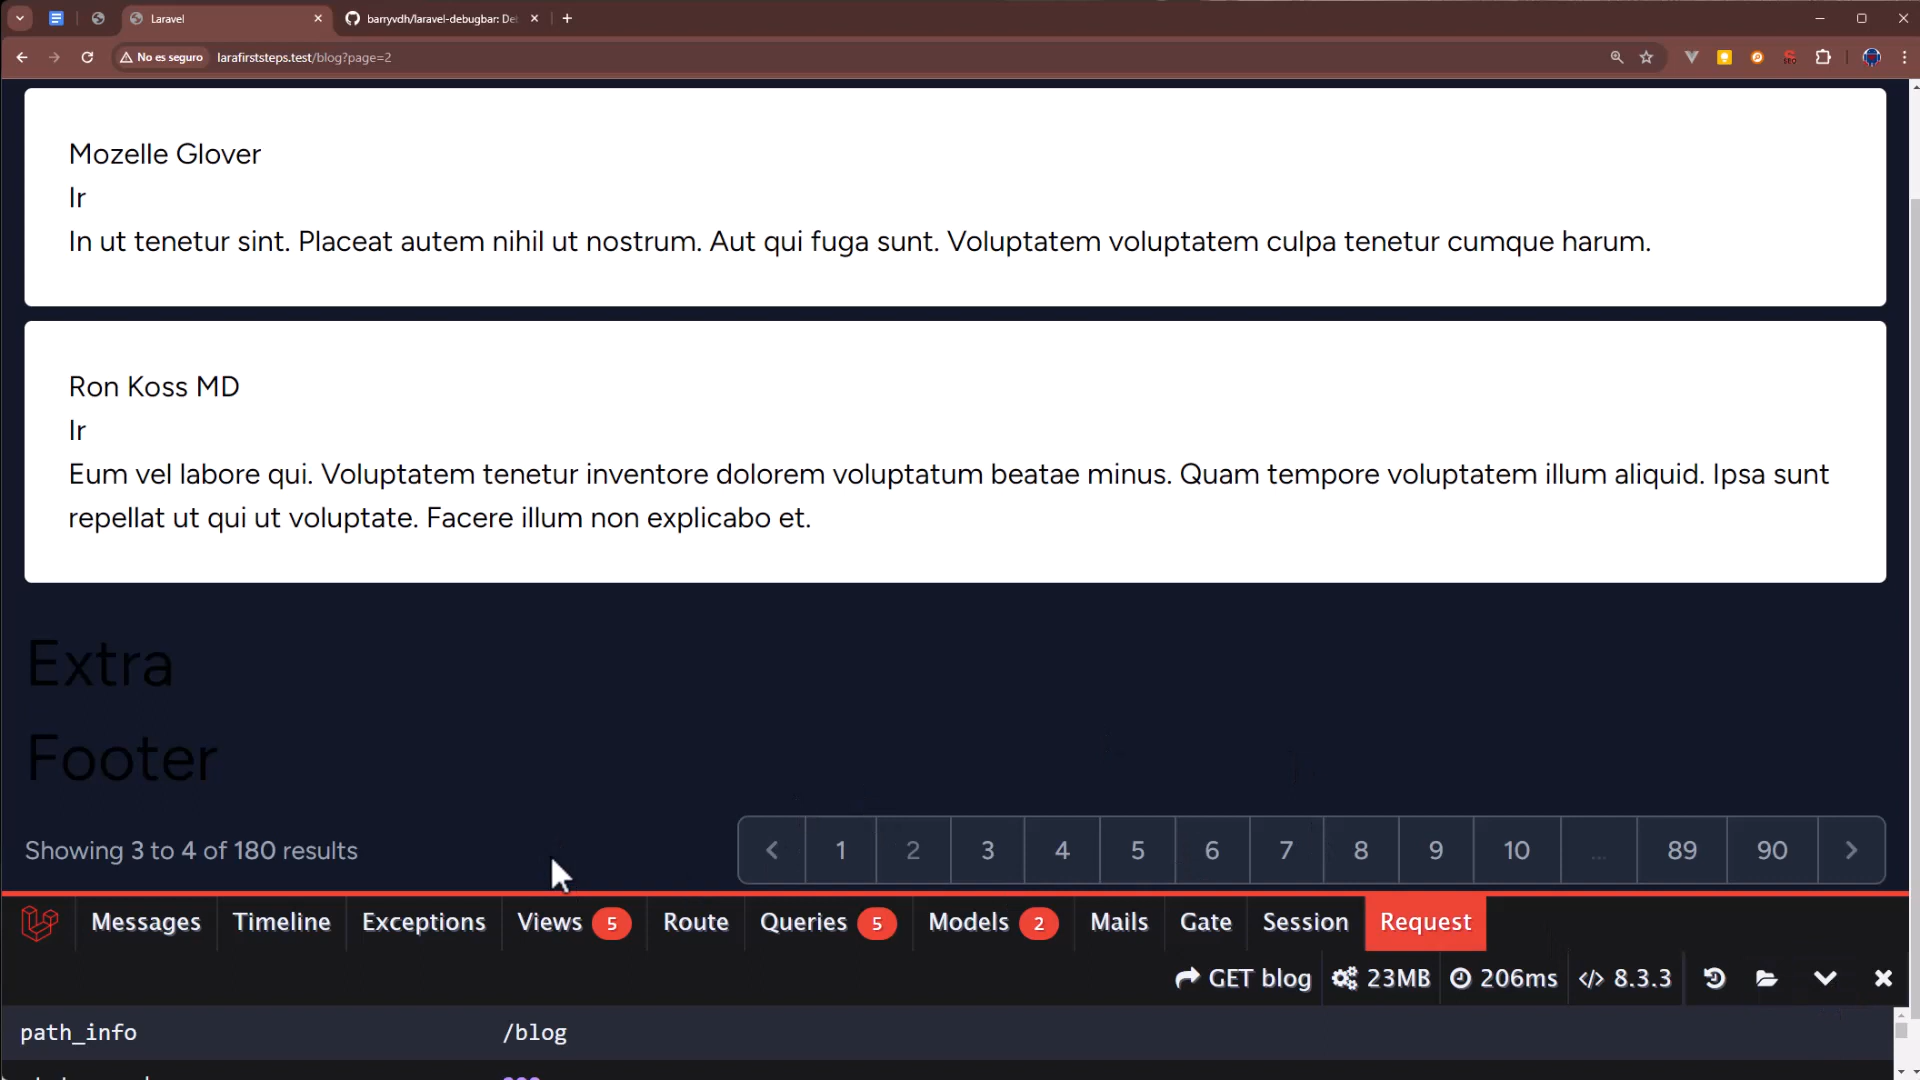 Laravel
barryvdh/laravel-debugbar: De
No es seguro
larafirststeps.test/blog?page=2
Mozelle Glover
Ir
In ut tenetur sint. Placeat autem nihil ut nostrum. Aut qui fuga sunt. Voluptatem voluptatem culpa tenetur cumque harum.
Ron Koss MD
Ir
Eum vel labore qui. Voluptatem tenetur inventore dolorem voluptatum beatae minus. Quam tempore voluptatem illum aliquid. Ipsa sunt
repellat ut qui ut voluptate. Facere illum non explicabo et.
Extra
Footer
Showing 3 to 4 of 180 results
1 2 3 4 5 6 7 8 9 10 ... 89 90
Messages Timeline Exceptions Views 5 Route Queries 5 Models 2 Mails Gate Session Request
GET blog 23MB 206ms 8.3.3
path_info /blog